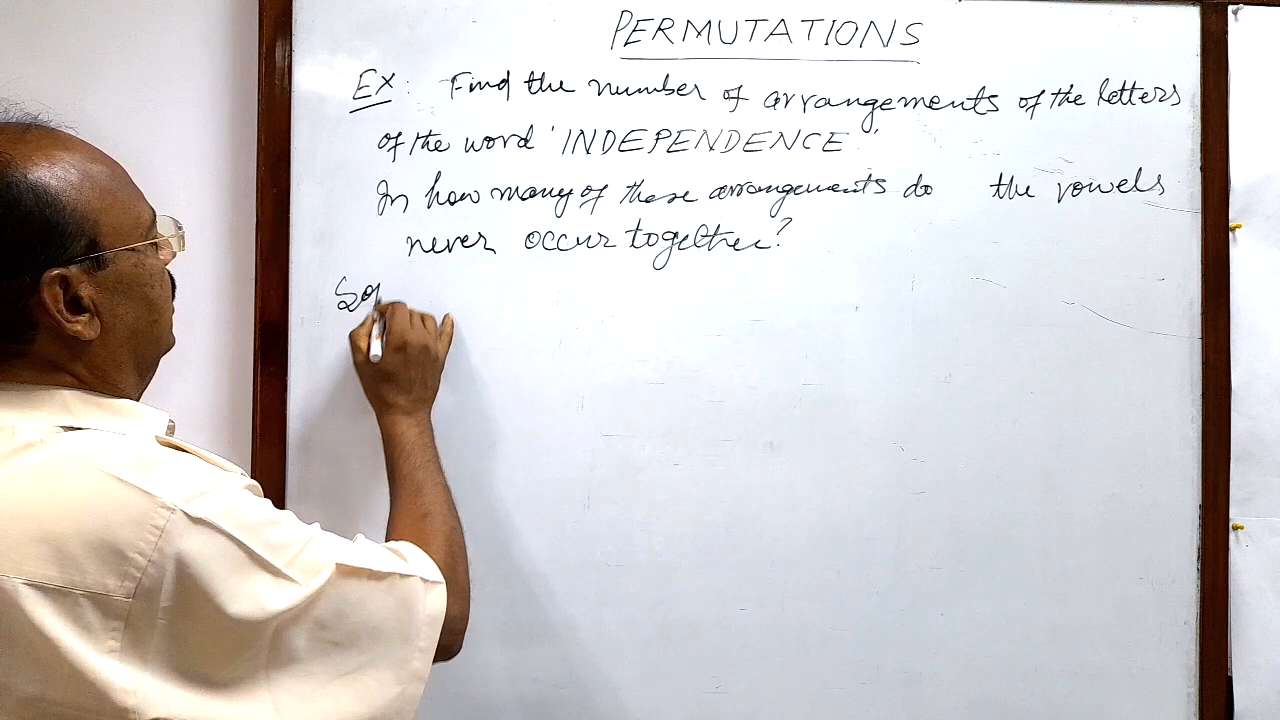 PERMUTATIONS
Ex: Find the number of arrangements of the letters
of the word 'INDEPENDENCE'.
In how many of these arrangements do the vowels
never occur together?
So